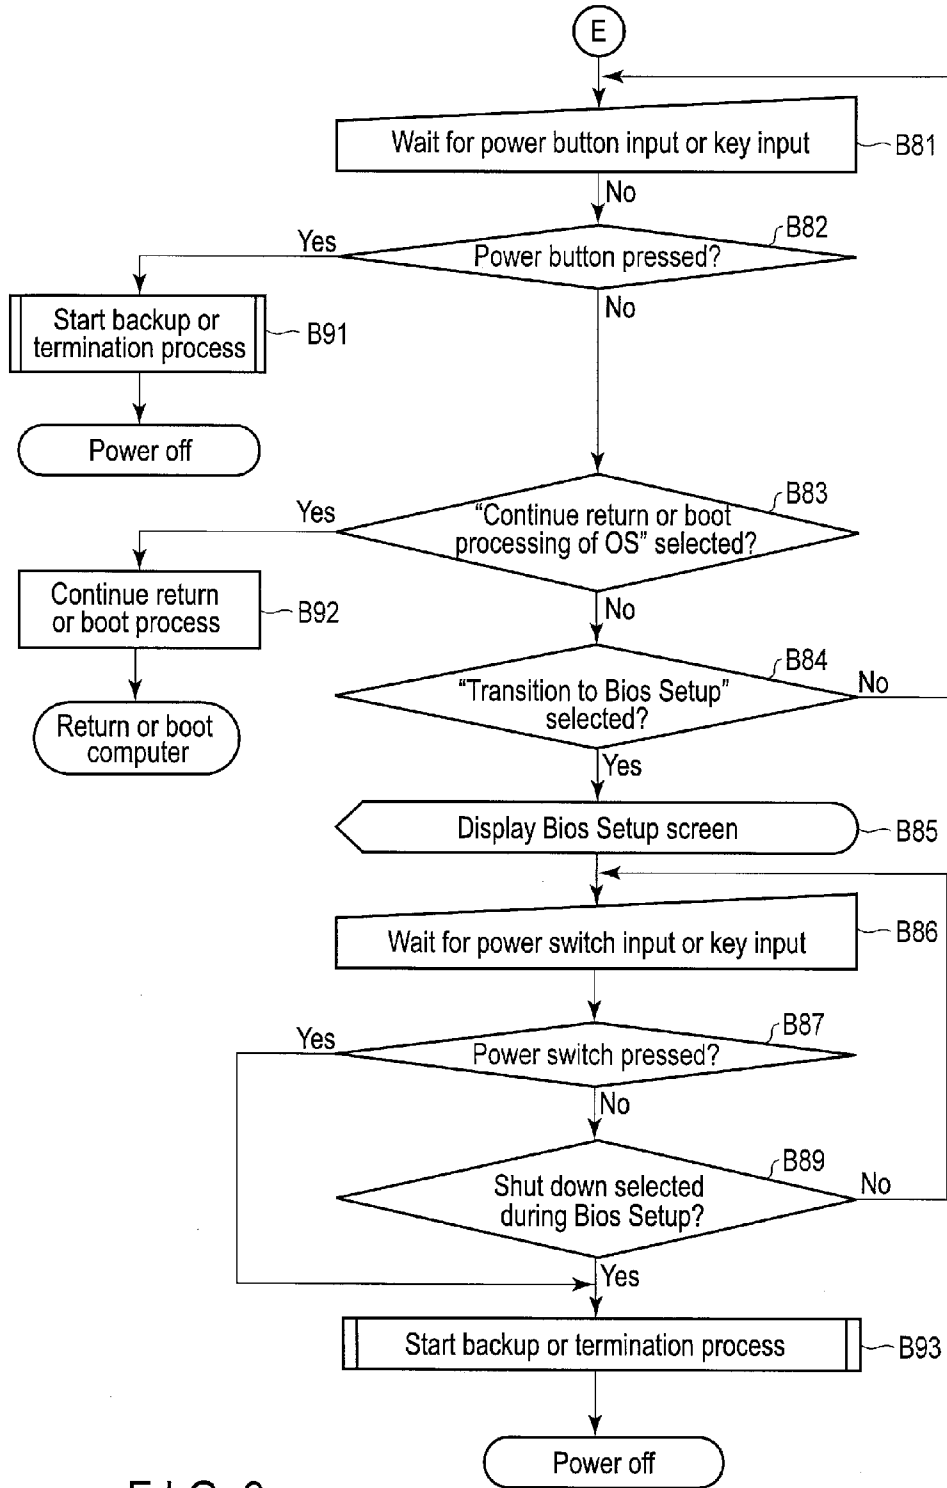 E
Wait for power button input or key input
B81
No
B82
Yes
Power button pressed?
No
Start backup or
termination process
B91
Power off
B83
Yes
“Continue return or boot
processing of OS” selected?
Continue return
or boot process
B92
No
B84
“Transition to Bios Setup”
selected?
No
Return or boot
computer
Yes
Display Bios Setup screen
B85
Wait for power switch input or key input
B86
B87
Yes
Power switch pressed?
No
B89
Shut down selected
during Bios Setup?
No
Yes
Start backup or termination process
B93
Power off